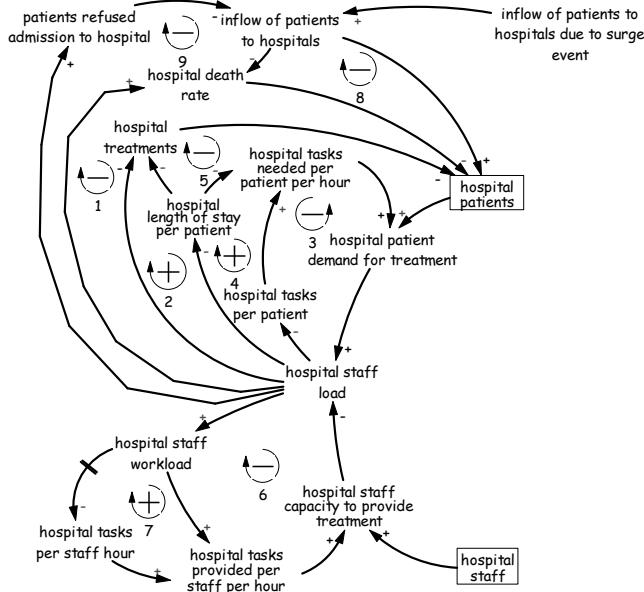 patients refused
admission to hospital
inflow of patients
to hospitals
inflow of patients to
hospitals due to surge
event
-
+
+
9
-
+
hospital death
rate
8
hospital
treatments
-
-
5
-
hospital tasks
needed per
patient per hour
-
-
+
hospital
patients
1
hospital
length of stay
per patient
+
3
+
+
hospital patient
demand for treatment
2
-
4
hospital tasks
per patient
-
+
hospital staff
load
-
+
hospital staff
workload
6
hospital staff
capacity to provide
treatment
-
7
+
hospital tasks
per staff hour
+
hospital tasks
provided per
staff per hour
+
+
hospital
staff